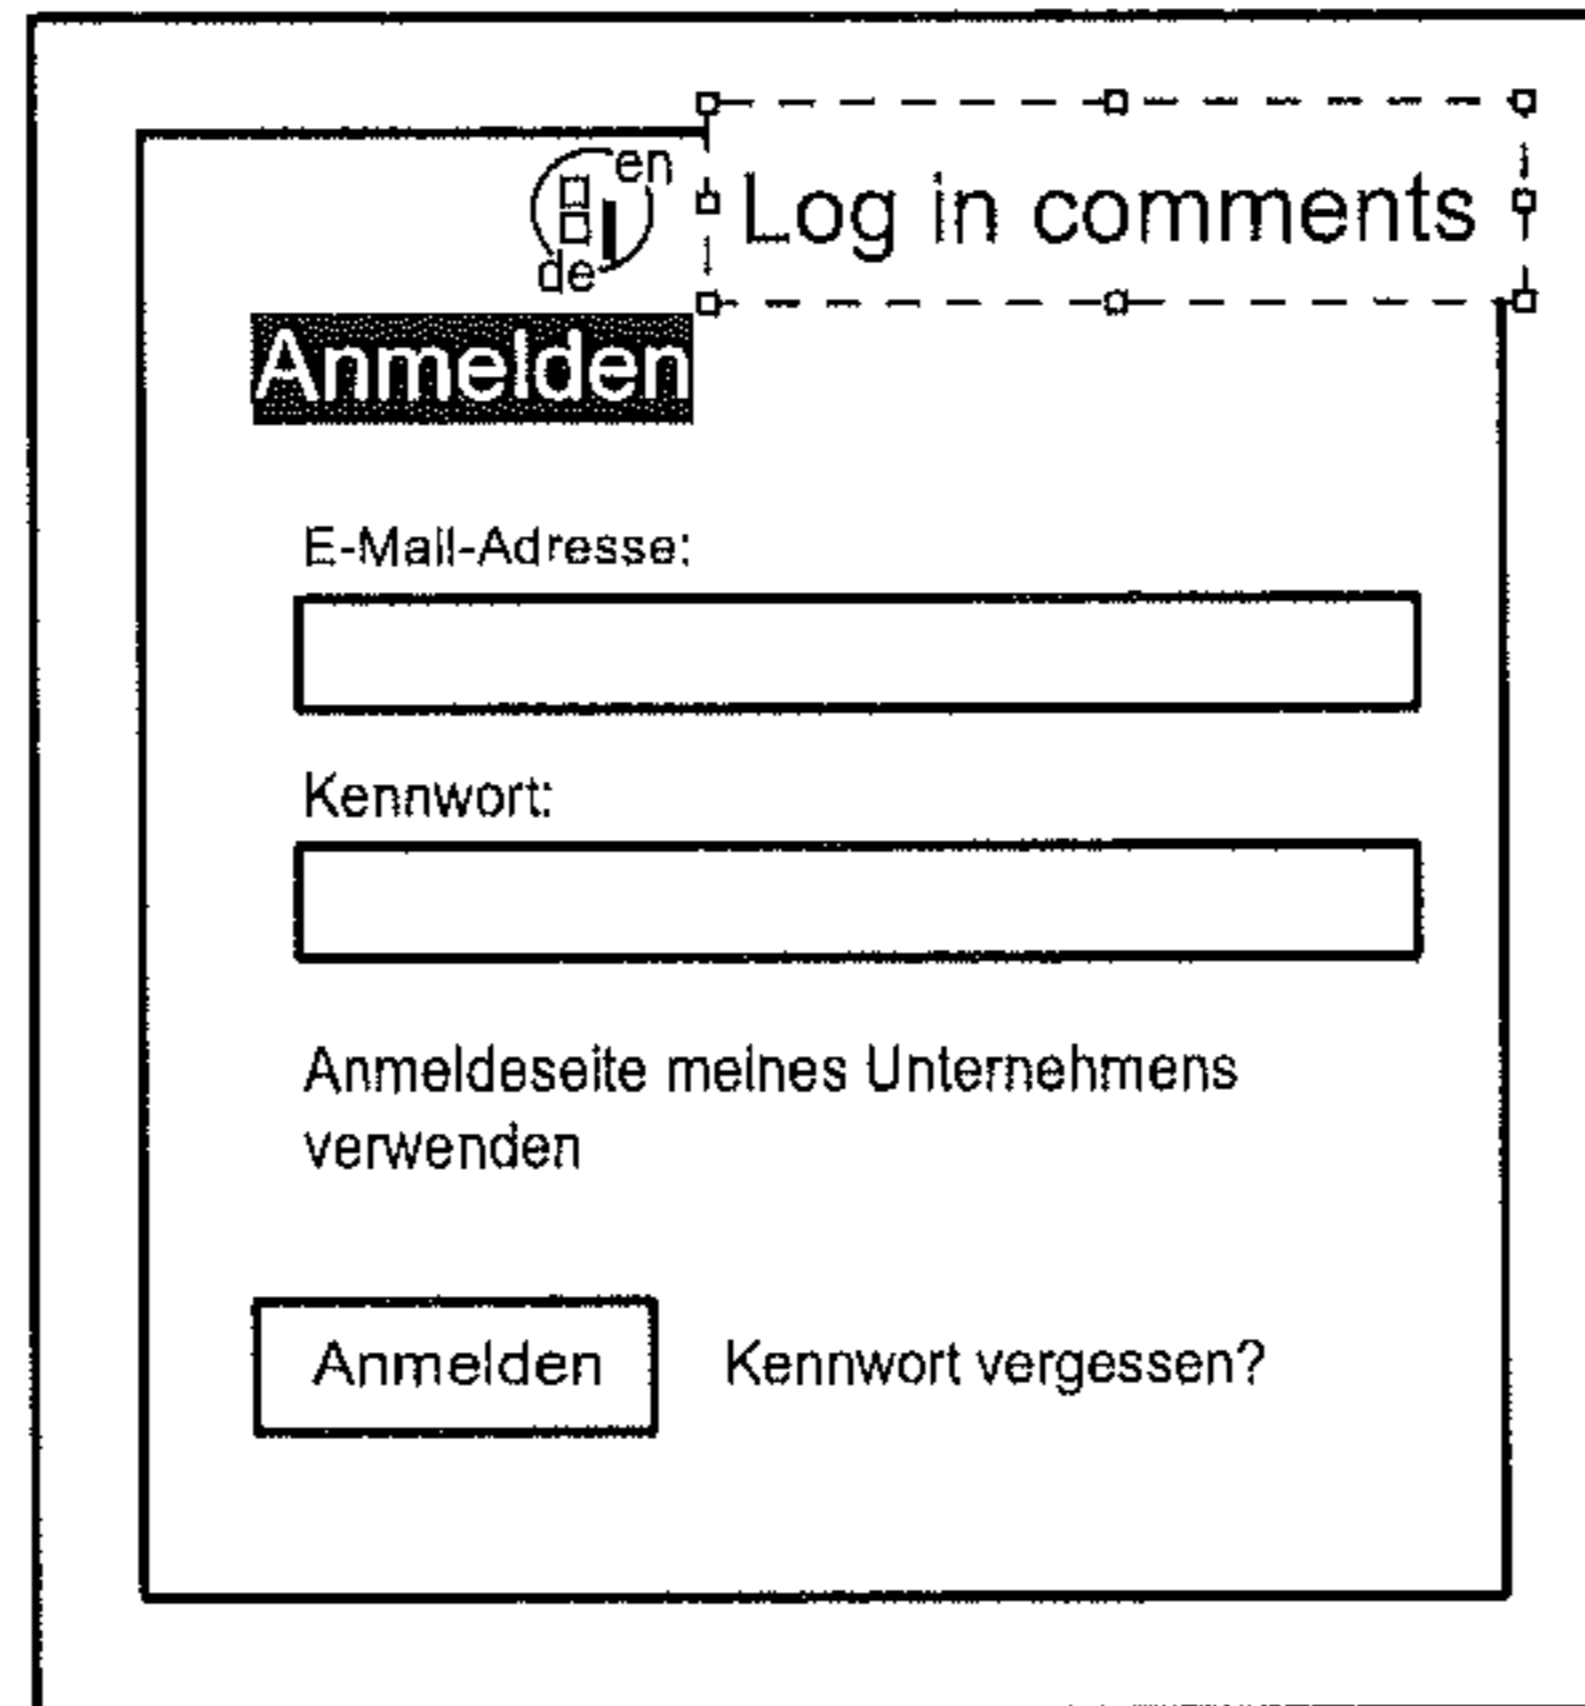 en
de
Log in comments
Anmelden
E-Mail-Adresse:
Kennwort:
Anmeldeseite meines Unternehmens
verwenden
Anmelden
Kennwort vergessen?